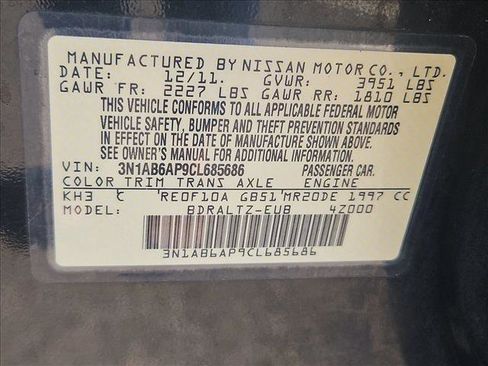 MANUFACTURED BY NISSAN MOTOR CO., LTD.
DATE: 12/11. GVWR: 3951 LBS
GAWR FR: 2227 LBS GAWR RR: 1810 LBS
THIS VEHICLE CONFORMS TO ALL APPLICABLE FEDERAL MOTOR
VEHICLE SAFETY, BUMPER AND THEFT PREVENTION STANDARDS
IN EFFECT ON THE DATE OF MANUFACTURE SHOWN ABOVE.
SEE OWNER'S MANUAL FOR ADDITIONAL INFORMATION.
VIN: 3N1AB6AP9CL685686 PASSENGER CAR.
COLOR TRIM TRANS AXLE ENGINE
KH3 C RE0F10A GB51 MR20DE 1997 CC
MODEL: BDRALTZ-EUB 4Z000
3N1AB6AP9CL685686